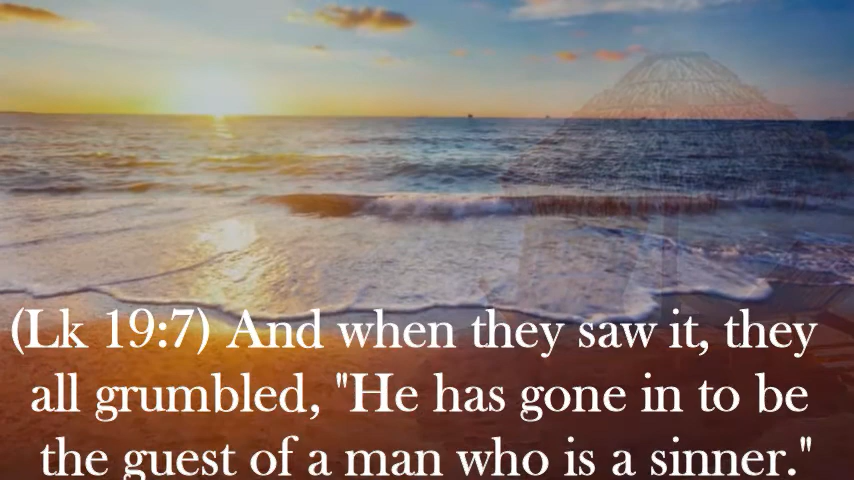 (Lk 19:7) And when they saw it, they
all grumbled, "He has gone in to be
the guest of a man who is a sinner."